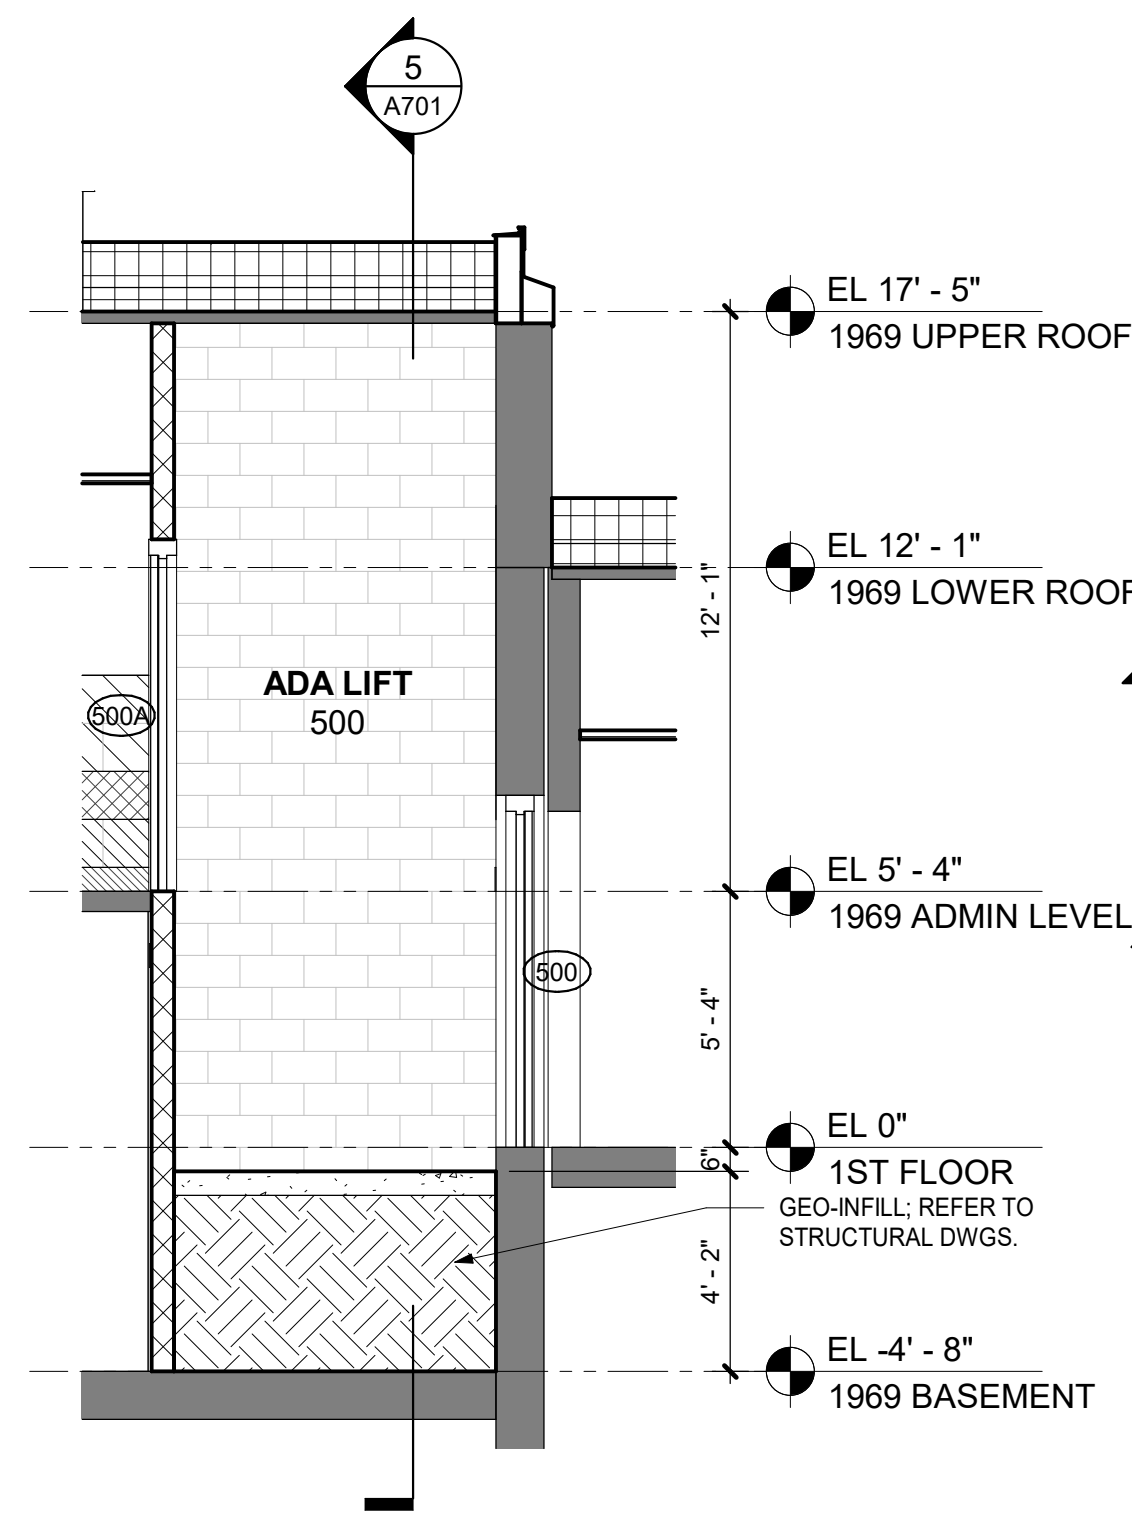 5
A701
EL 17' - 5"
1969 UPPER ROOF
EL 12' - 1"
1969 LOWER ROOF
12' - 1"
ADA LIFT
500
500A
EL 5' - 4"
1969 ADMIN LEVEL
500
5' - 4"
EL 0"
1ST FLOOR
6"
GEO-INFILL; REFER TO
STRUCTURAL DWGS.
4' - 2"
EL -4' - 8"
1969 BASEMENT